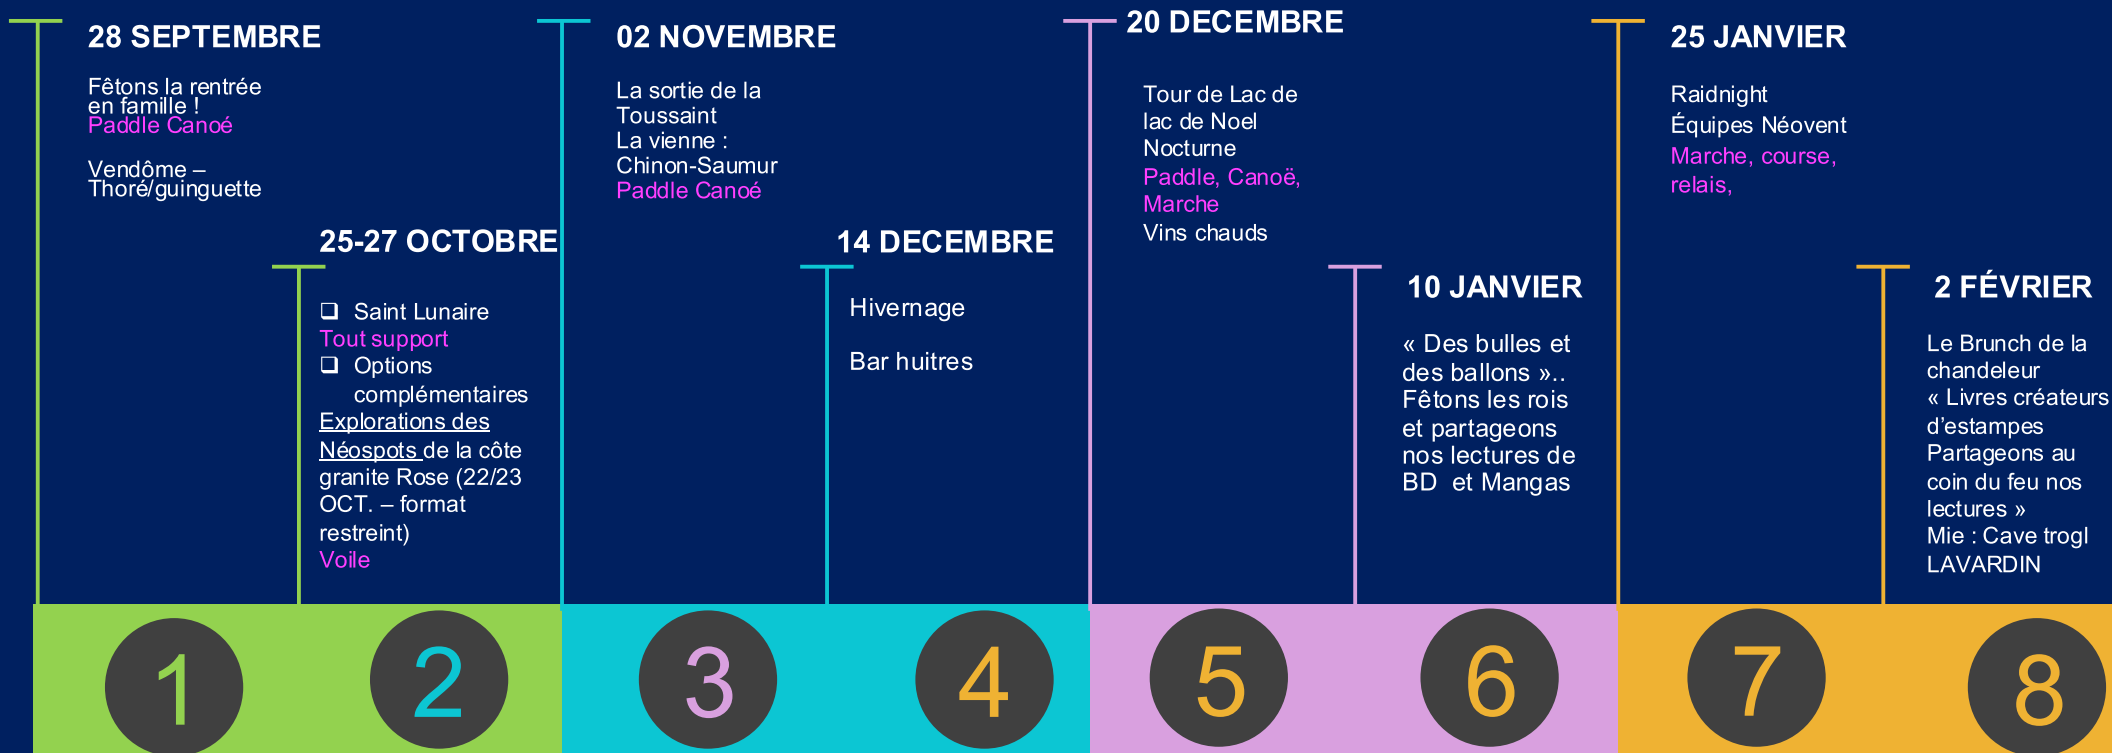 28 SEPTEMBRE
Fêtons la rentrée
en famille !
Paddle Canoé
Vendôme –
Thoré/guinguette
25-27 OCTOBRE
❑ Saint Lunaire
Tout support
❑ Options
complémentaires
Explorations des
Néospots de la côte
granite Rose (22/23
OCT. – format
restreint)
Voile
02 NOVEMBRE
La sortie de la
Toussaint
La vienne :
Chinon-Saumur
Paddle Canoé
14 DECEMBRE
Hivernage
Bar huitres
20 DECEMBRE
Tour de Lac de
lac de Noel
Nocturne
Paddle, Canoë,
Marche
Vins chauds
10 JANVIER
« Des bulles et
des ballons »..
Fêtons les rois
et partageons
nos lectures de
BD et Mangas
25 JANVIER
Raidnight
Équipes Néovent
Marche, course,
relais,
2 FÉVRIER
Le Brunch de la
chandeleur
« Livres créateurs
d’estampes
Partageons au
coin du feu nos
lectures »
Mie : Cave trogl
LAVARDIN
1
2
3
4
5
6
7
8